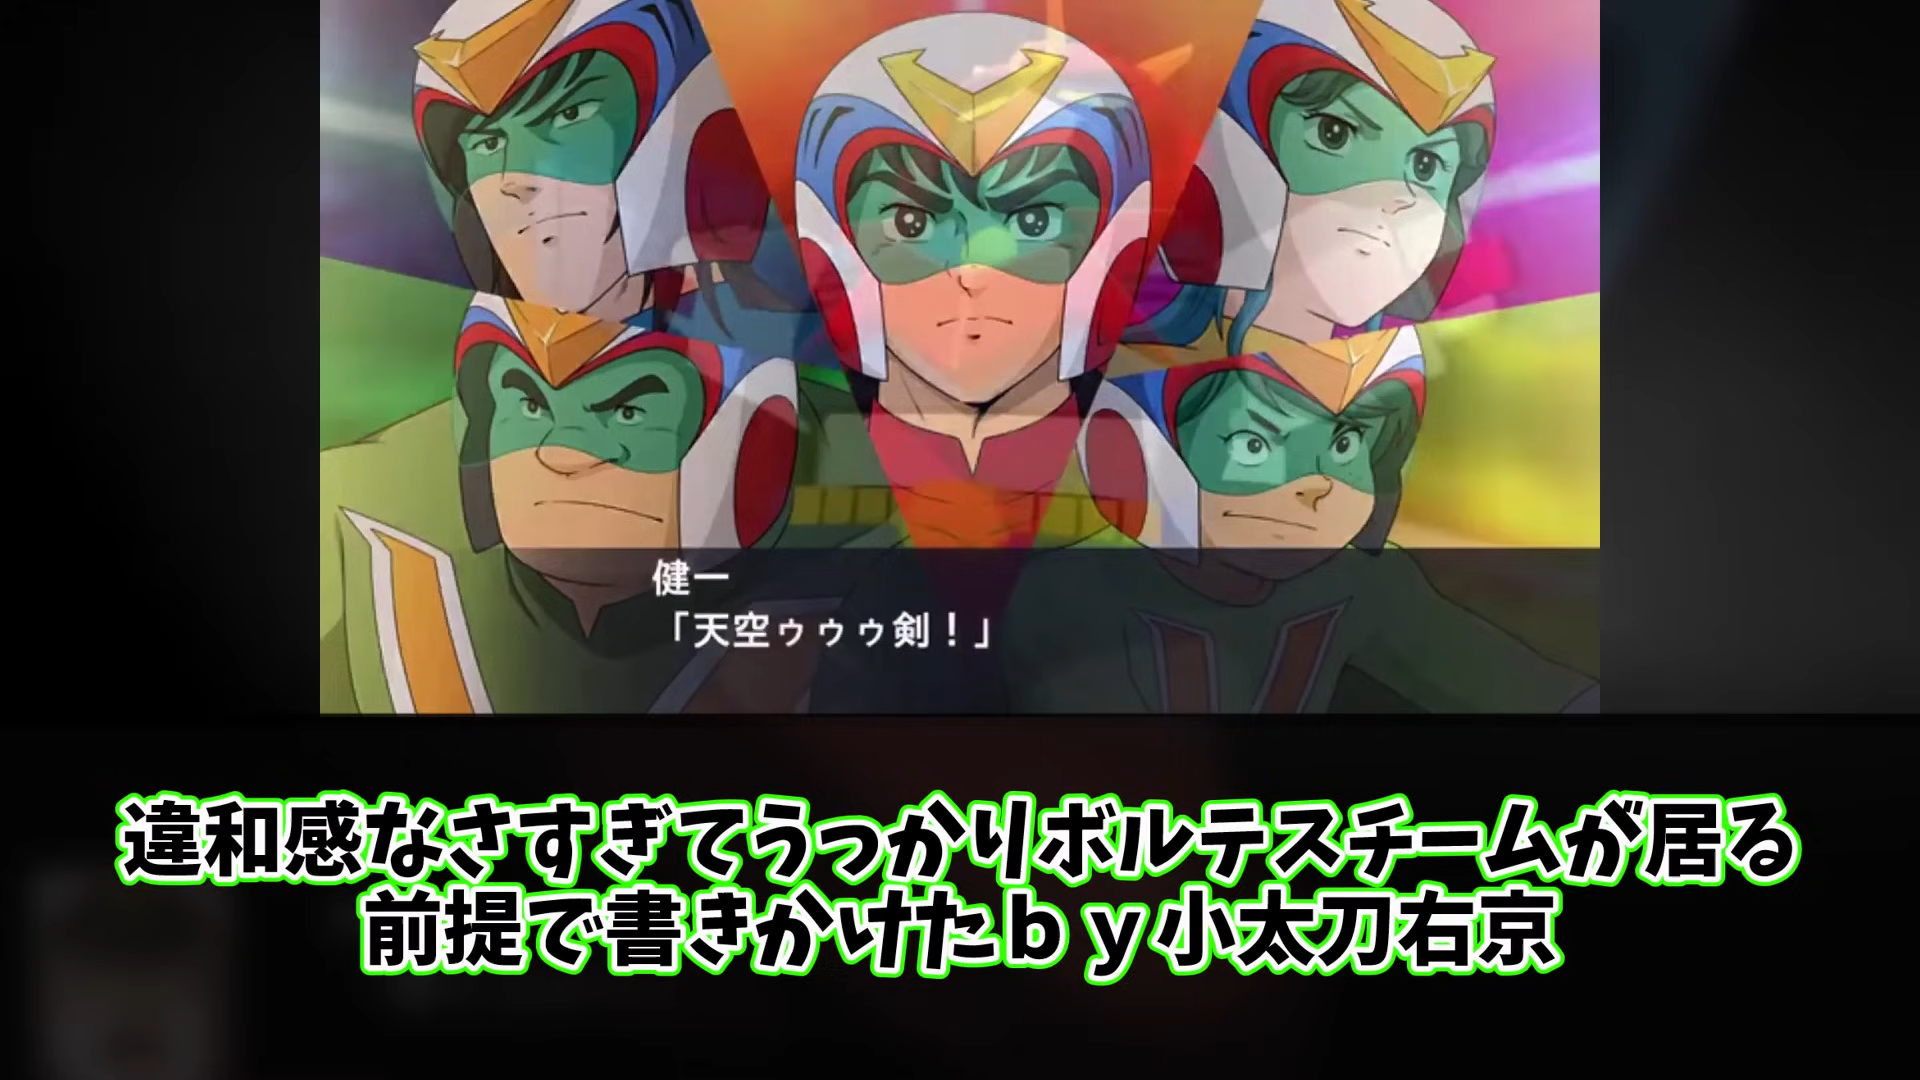 健一
「天空ゥゥゥ剣！」
違和感なさすぎてうっかりボルテスチームが居る
前提で書きかけたｂｙ小太刀右京